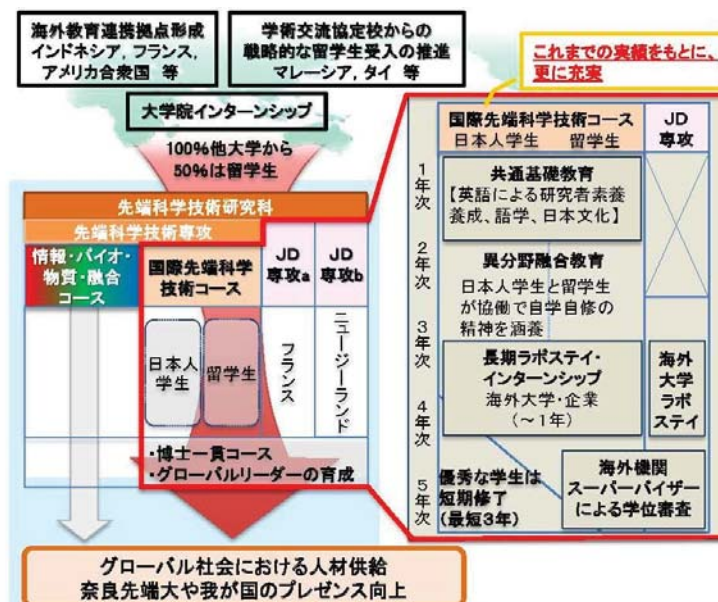 海外教育連携拠点形成
インドネシア,フランス,
アメリカ合衆国 等
学術交流協定校からの
戦略的な留学生受入の推進
マレーシア,タイ 等
大学院インターンシップ
100%他大学から
50%は留学生
先端科学技術研究科
先端科学技術専攻
情報・バイオ・
物質・融合
コース
国際先端科学
技術コース
JD
専攻a
JD
専攻b
日本人
学生
留学生
フランス
ニュージーランド
・博士一貫コース
・グローバルリーダーの育成
グローバル社会における人材供給
奈良先端大や我が国のプレゼンス向上
これまでの実績をもとに、
更に充実
国際先端科学技術コース
日本人学生 留学生
JD
専攻
1年次
共通基礎教育
【英語による研究者素養
養成、語学、日本文化】
2年次
異分野融合教育
日本人学生と留学生
が協働で自学自修の
精神を涵養
3年次
長期ラボステイ・
インターンシップ
海外大学・企業
(~1年)
海外
大学
ラボ
ステイ
4年次
5年次
優秀な学生は
短期修了
(最短3年)
海外機関
スーパーバイザー
による学位審査